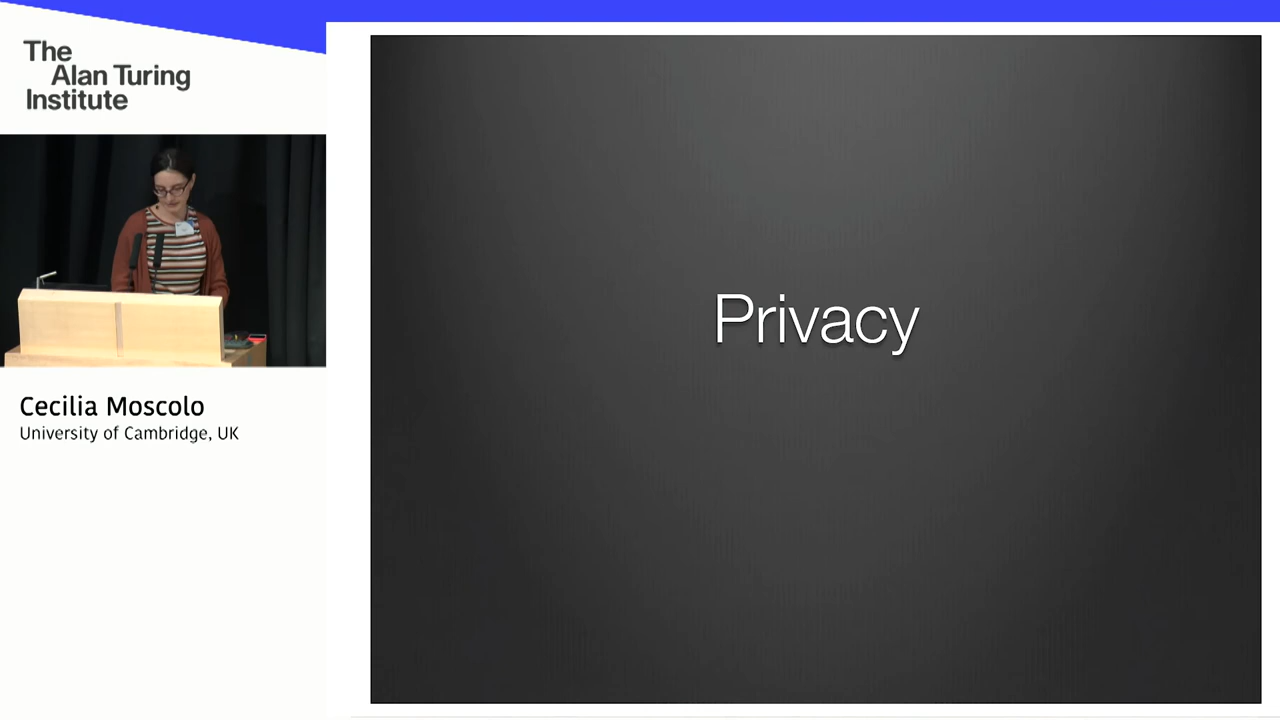 The
Alan Turing
Institute
Cecilia Moscolo
University of Cambridge, UK
Privacy